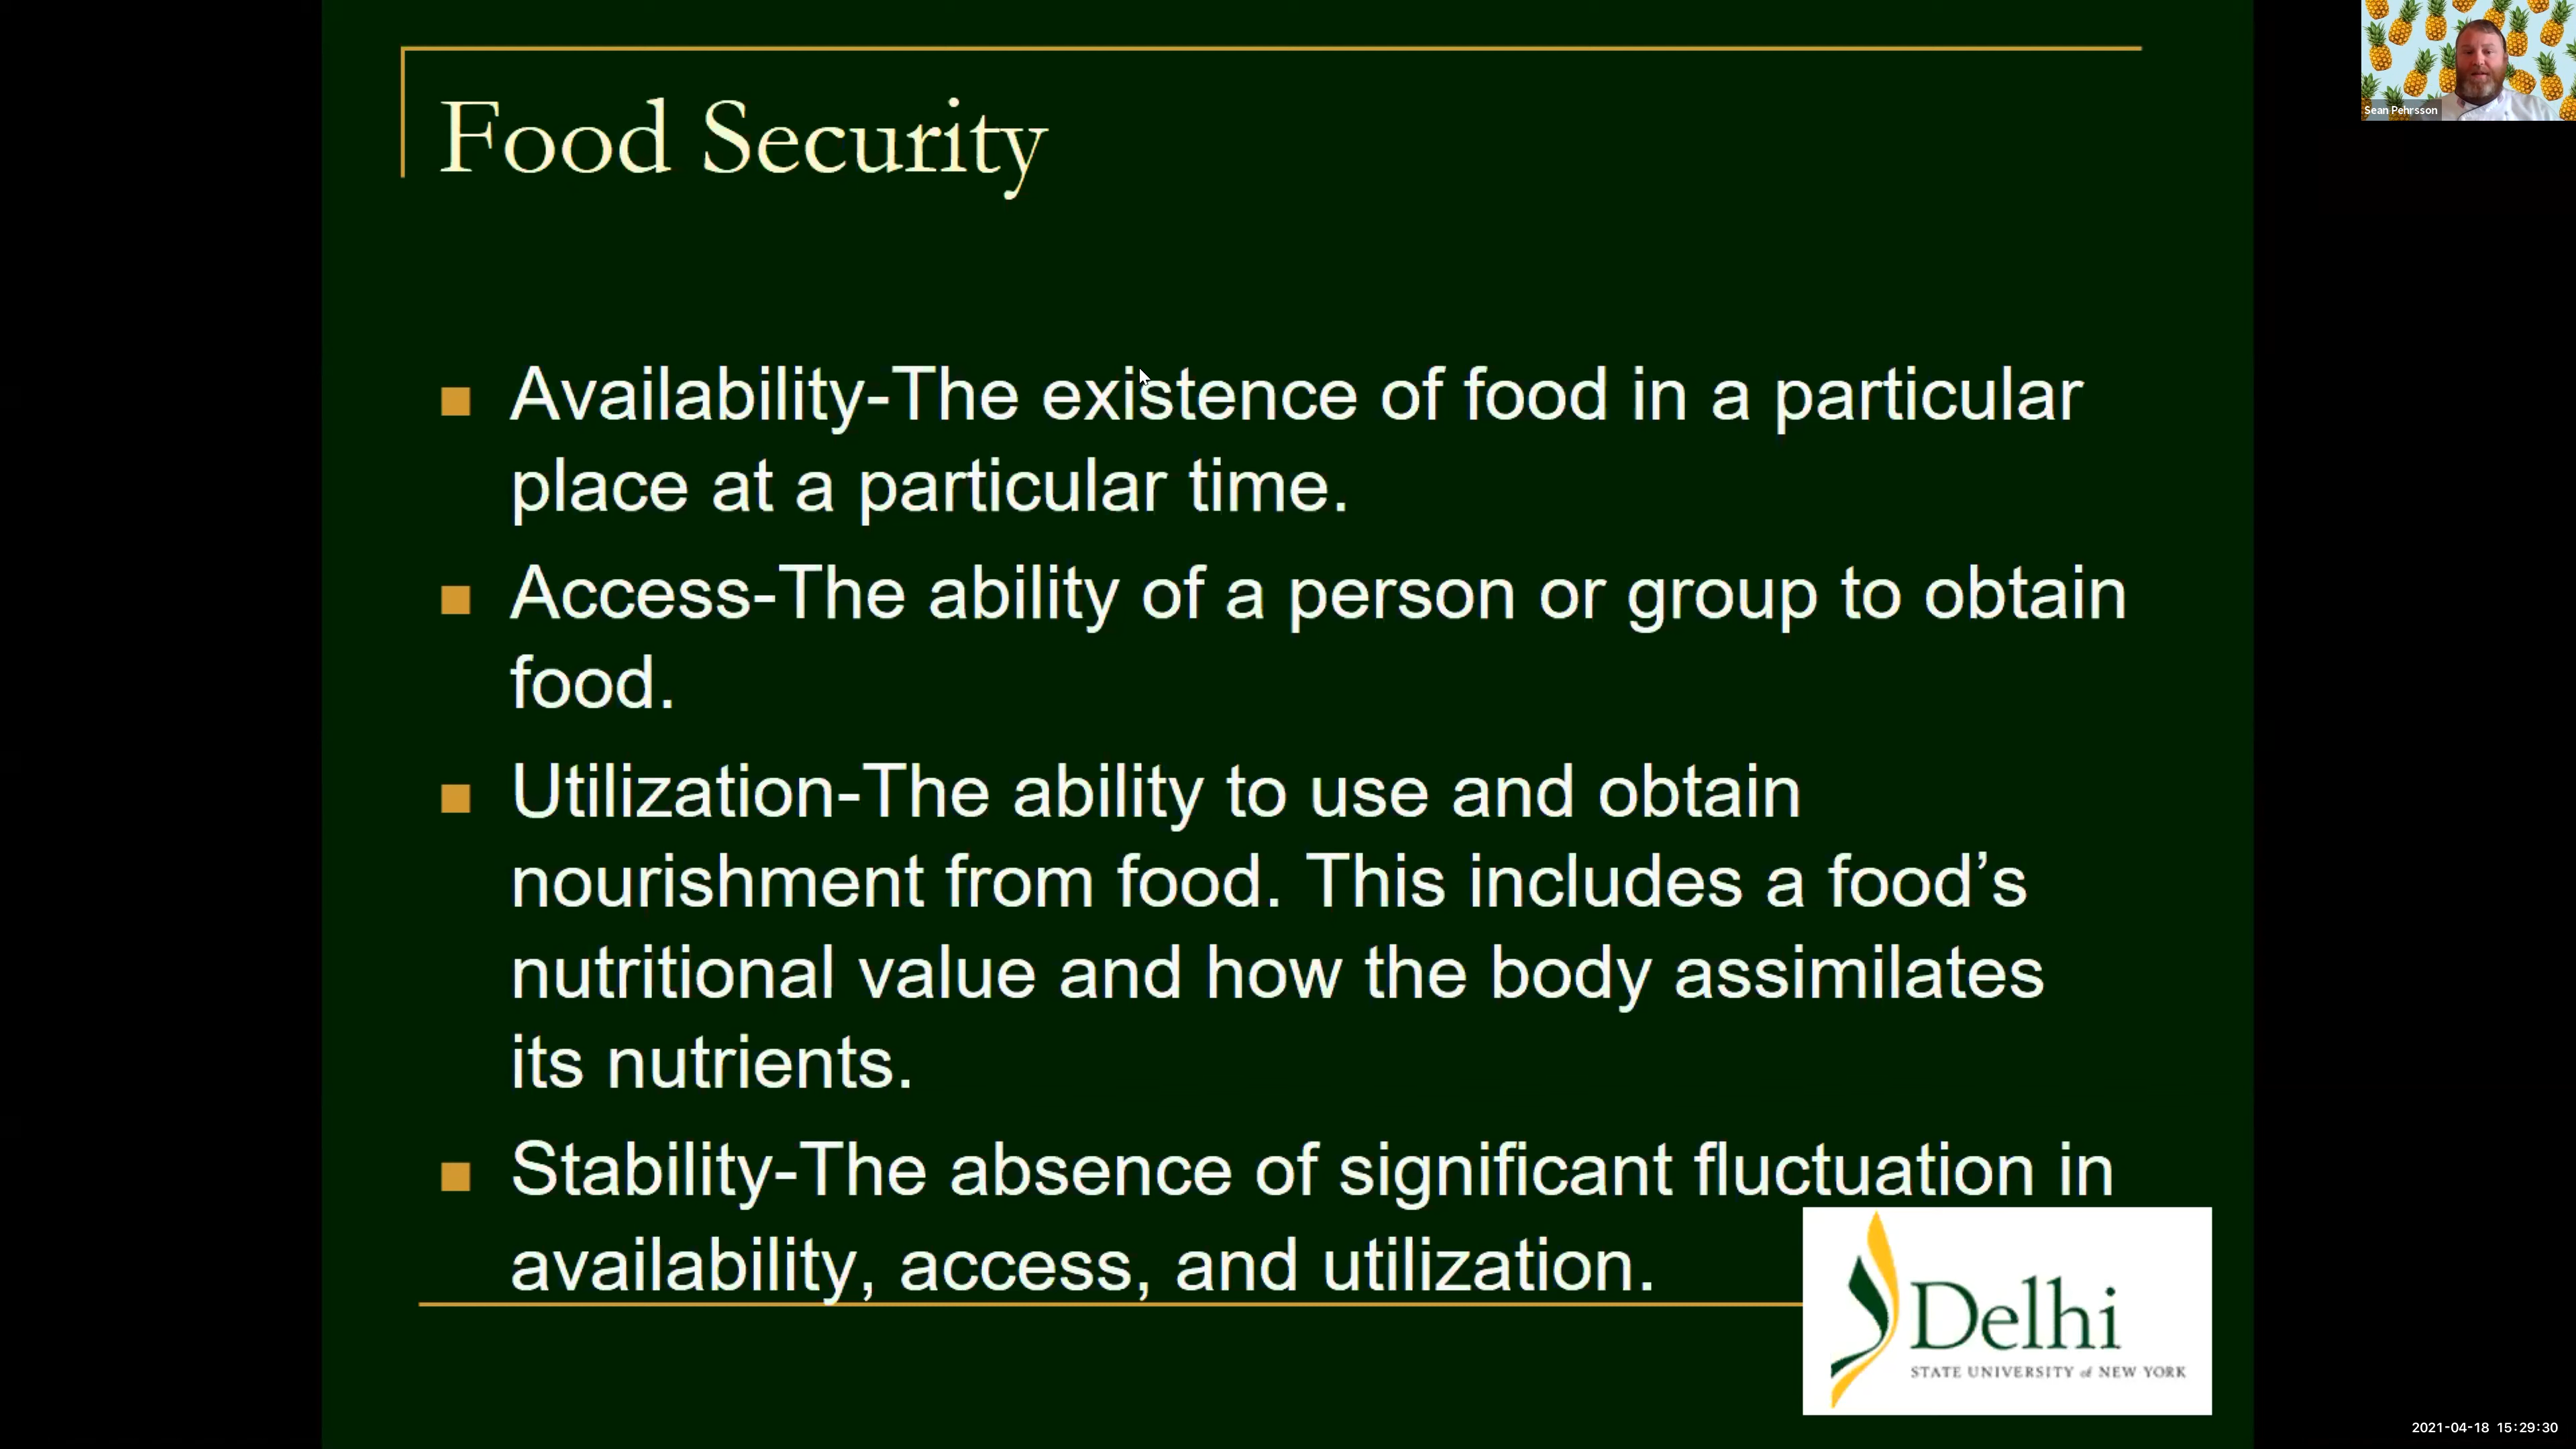 Food Security
Sean Pehrsson
Availability-The existence of food in a particular
place at a particular time.
Access-The ability of a person or group to obtain
food.
Utilization-The ability to use and obtain
nourishment from food. This includes a food’s
nutritional value and how the body assimilates
its nutrients.
Stability-The absence of significant fluctuation in
availability, access, and utilization.
Delhi
STATE UNIVERSITY of NEW YORK
2021-04-18 15:29:30